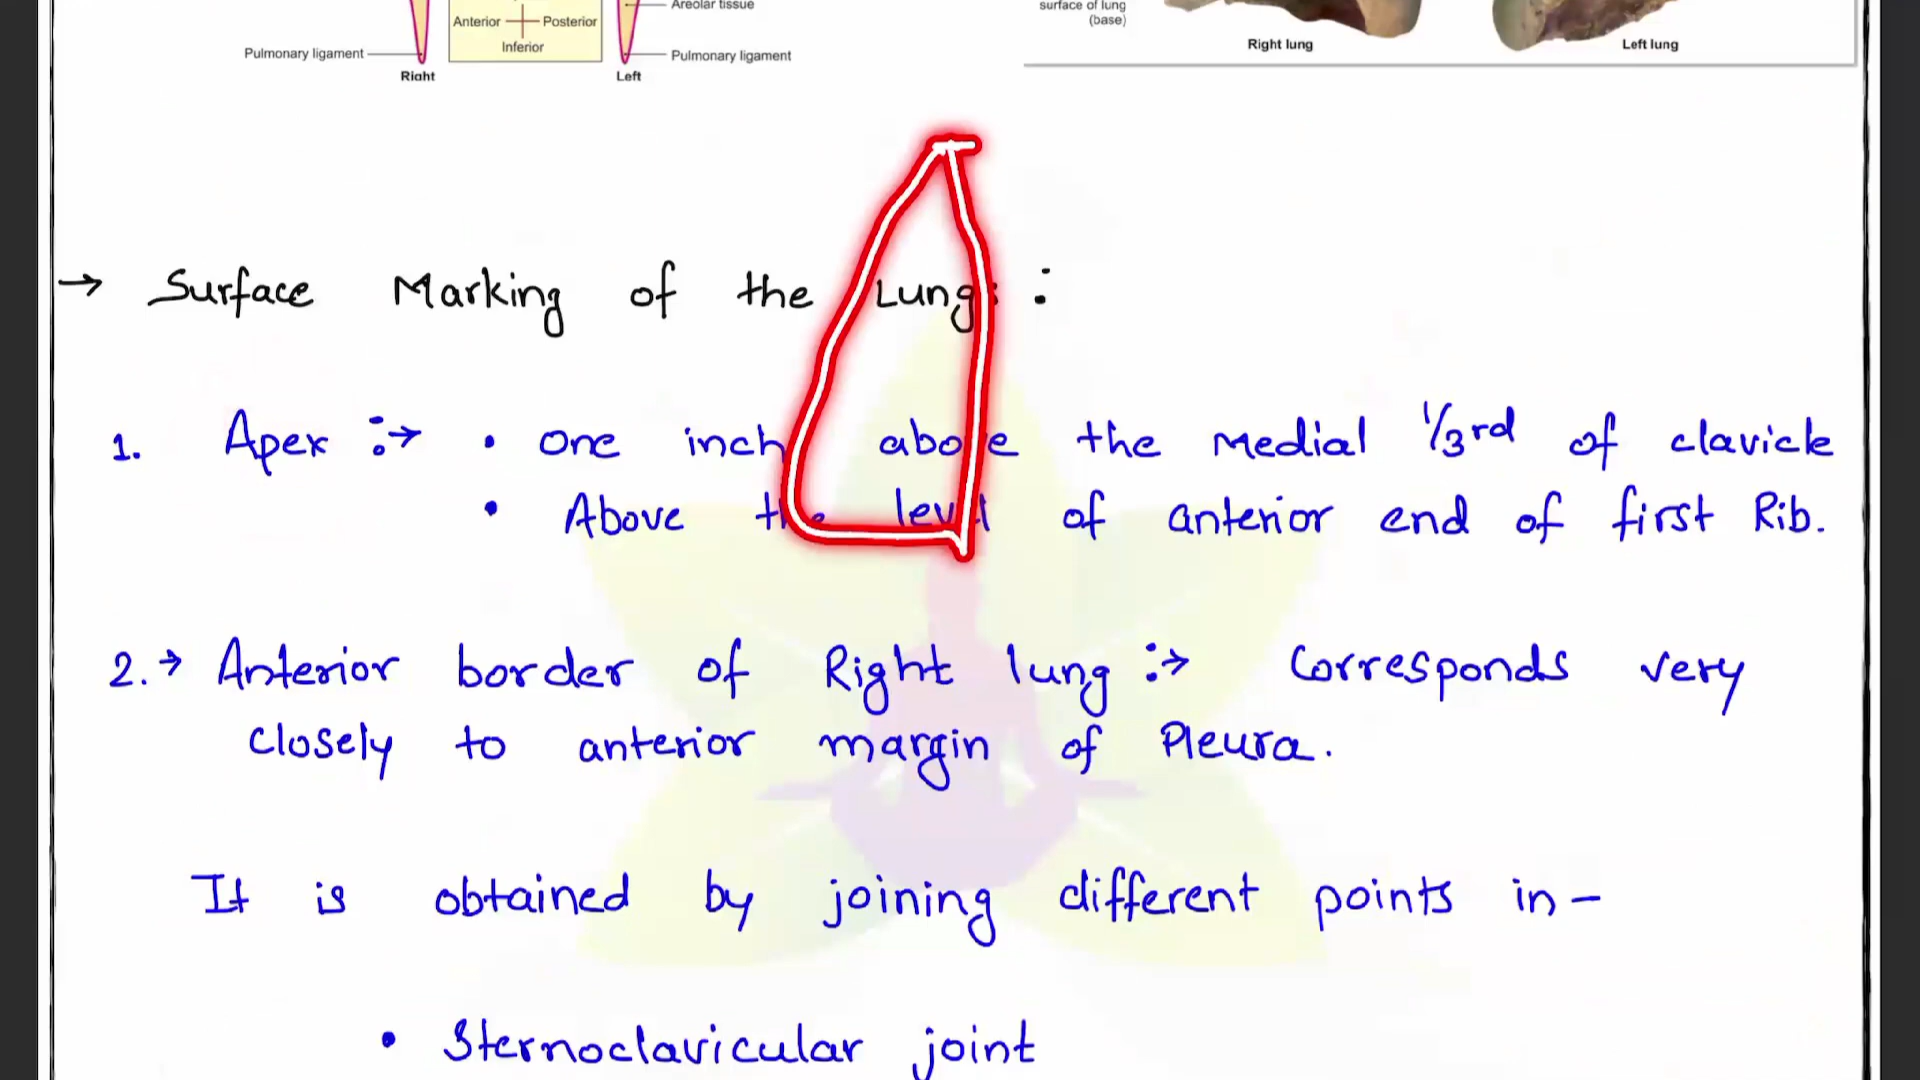 Areolar tissue
surface of lung
(base)
Anterior Posterior
Inferior
Pulmonary ligament
Pulmonary ligament
Right
Left
Right lung
Left lung
→ Surface Marking of the Lung :
1. Apex :→ • One inch above the Medial 1/3rd of clavicle
• Above the level of anterior end of first Rib.
2.→ Anterior border of Right lung :→ Corresponds very
closely to anterior margin of Pleura.
It is obtained by joining different points in-
• Sternoclavicular joint